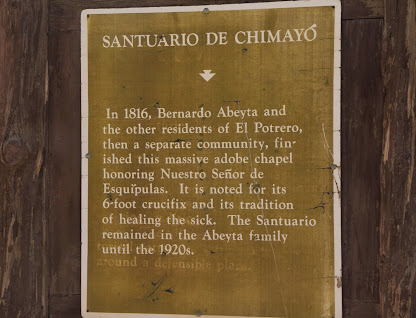 SANTUARIO DE CHIMAYÓ
In 1816, Bernardo Abeyta and
the other residents of El Potrero,
then a separate community, fin-
ished this massive adobe chapel
honoring Nuestro Señor de
Esquípulas. It is noted for its
6-foot crucifix and its tradition
of healing the sick. The Santuario
remained in the Abeyta family
until the 1920s.
around a defensible plaza.